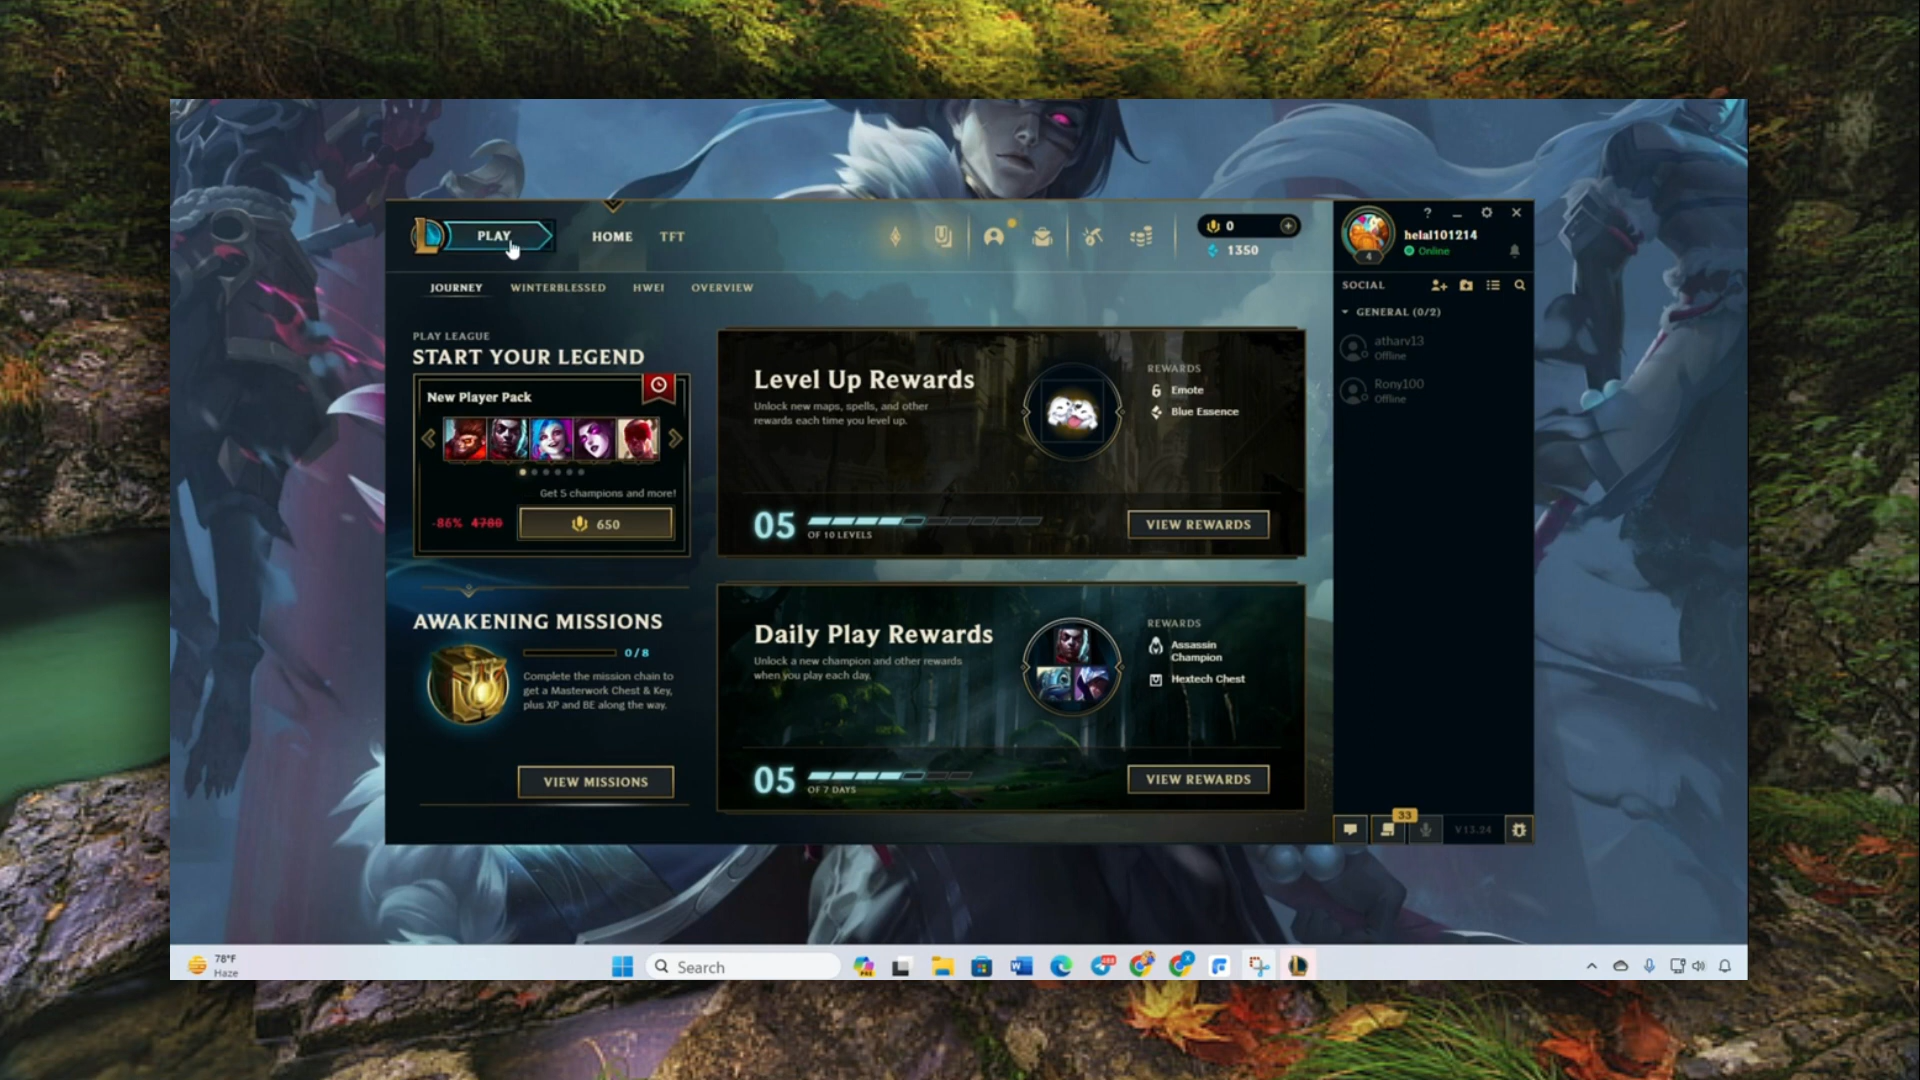 PLAY
HOME
TFT
0
1350
helal101214
4
Online
JOURNEY
WINTERBLESSED
HWEI
OVERVIEW
SOCIAL
GENERAL (0/2)
atharv13
Offline
Rony100
Offline
PLAY LEAGUE
START YOUR LEGEND
New Player Pack
Get 5 champions and more!
-86% 4780
650
Level Up Rewards
Unlock new maps, spells, and other
rewards each time you level up.
REWARDS
Emote
Blue Essence
05
OF 10 LEVELS
VIEW REWARDS
AWAKENING MISSIONS
0/8
Complete the mission chain to
get a Masterwork Chest & Key,
plus XP and BE along the way.
VIEW MISSIONS
Daily Play Rewards
Unlock a new champion and other rewards
when you play each day.
REWARDS
Assassin
Champion
Hextech Chest
05
OF 7 DAYS
VIEW REWARDS
33
V13.24
78°F
Haze
Search